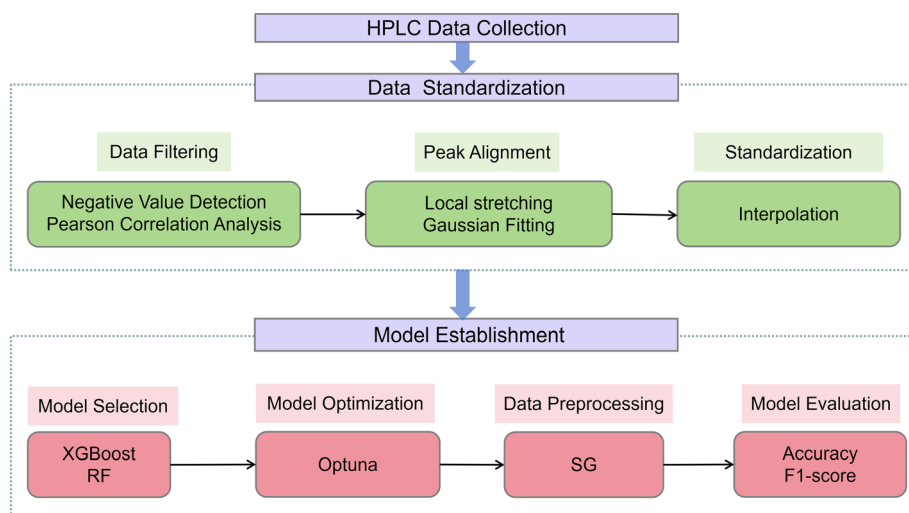 HPLC Data Collection
Data Standardization
Data Filtering
Peak Alignment
Standardization
Negative Value Detection
Pearson Correlation Analysis
Local stretching
Gaussian Fitting
Interpolation
Model Establishment
Model Selection
Model Optimization
Data Preprocessing
Model Evaluation
XGBoost
RF
Optuna
SG
Accuracy
F1-score